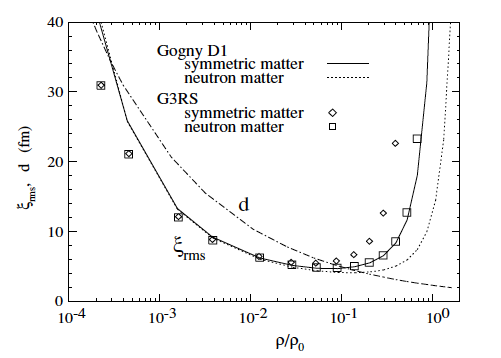 40
30
20
10
0
ξrms, d (fm)
Gogny D1
symmetric matter
neutron matter
G3RS
symmetric matter
neutron matter
d
ξrms
10-4
10-3
10-2
10-1
100
ρ/ρ0